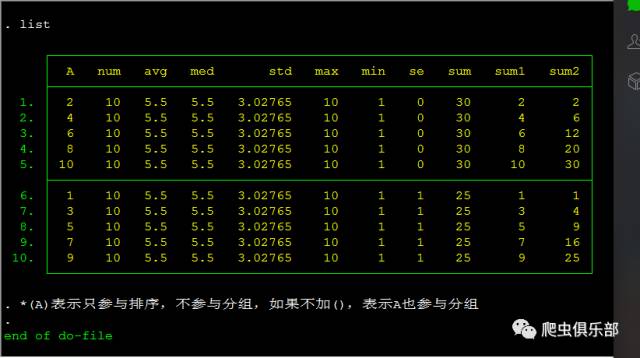 . list
A num avg med std max min se sum sum1 sum2
1. 2 10 5.5 5.5 3.02765 10 1 0 30 2 2
2. 4 10 5.5 5.5 3.02765 10 1 0 30 4 6
3. 6 10 5.5 5.5 3.02765 10 1 0 30 6 12
4. 8 10 5.5 5.5 3.02765 10 1 0 30 8 20
5. 10 10 5.5 5.5 3.02765 10 1 0 30 10 30
6. 1 10 5.5 5.5 3.02765 10 1 1 25 1 1
7. 3 10 5.5 5.5 3.02765 10 1 1 25 3 4
8. 5 10 5.5 5.5 3.02765 10 1 1 25 5 9
9. 7 10 5.5 5.5 3.02765 10 1 1 25 7 16
10. 9 10 5.5 5.5 3.02765 10 1 1 25 9 25
. *(A)表示只参与排序，不参与分组，如果不加()，表示A也参与分组
.
end of do-file
爬虫俱乐部